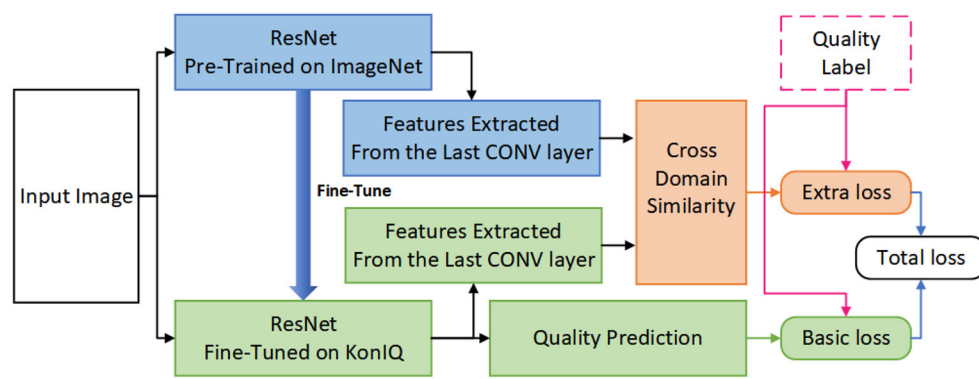 ResNet
Pre-Trained on ImageNet
Quality
Label
Features Extracted
From the Last CONV layer
Cross
Domain
Similarity
Input Image
Fine-Tune
Extra loss
Features Extracted
From the Last CONV layer
Total loss
ResNet
Fine-Tuned on KonIQ
Quality Prediction
Basic loss